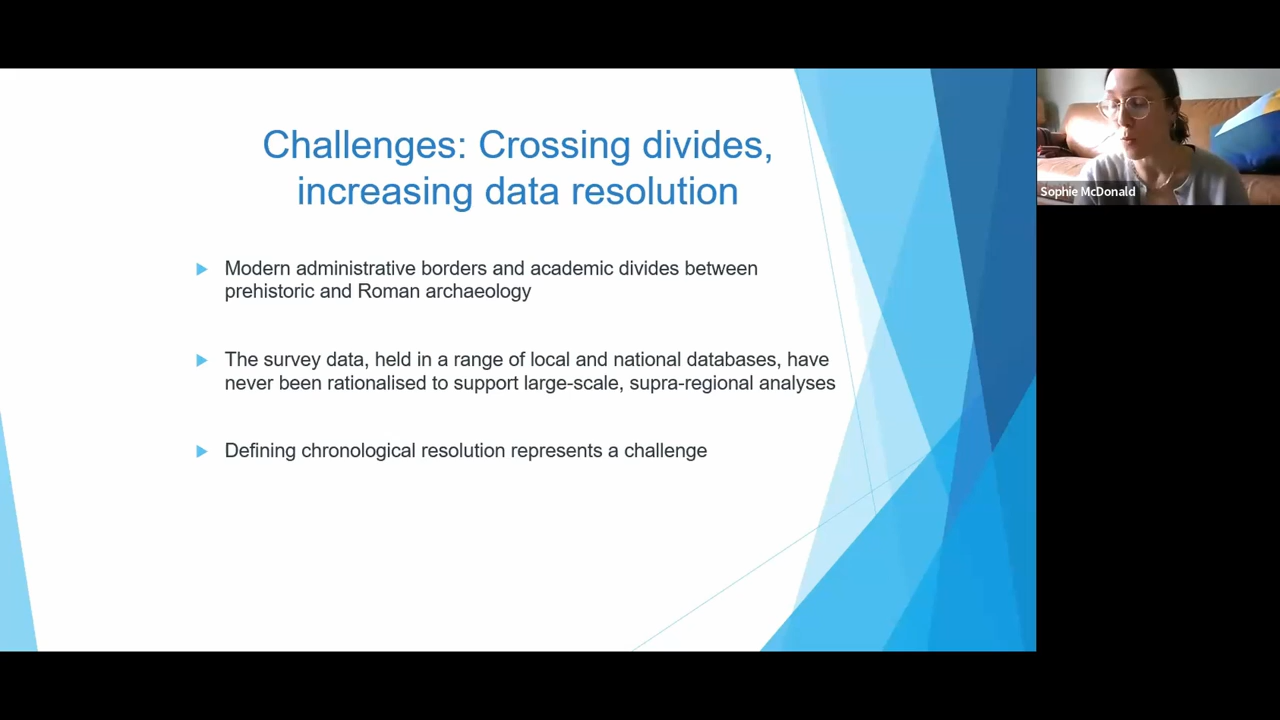 Challenges: Crossing divides,
increasing data resolution
Modern administrative borders and academic divides between
prehistoric and Roman archaeology
The survey data, held in a range of local and national databases, have
never been rationalised to support large-scale, supra-regional analyses
Defining chronological resolution represents a challenge
Sophie McDonald